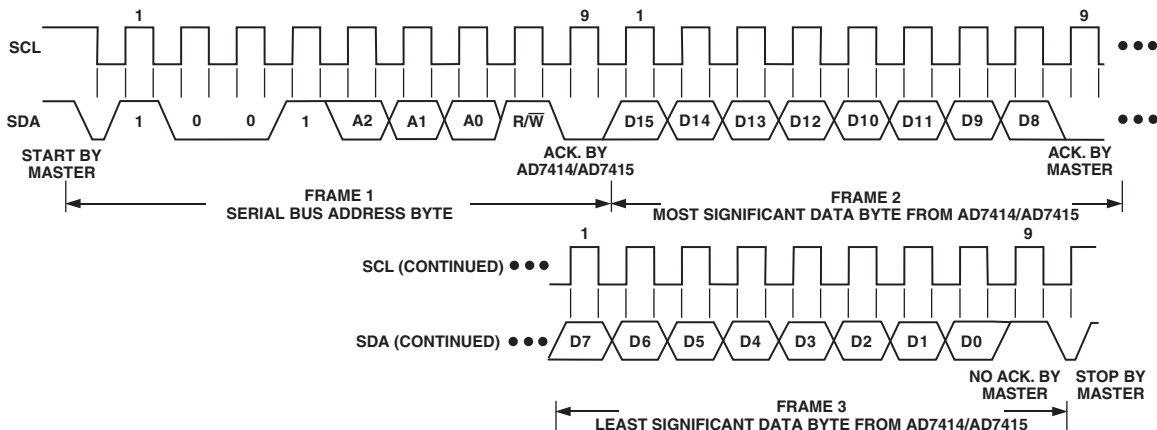 1 9 1 9
SCL
SDA 1 0 0 1 A2 A1 A0 R/W̅ D15 D14 D13 D12 D10 D11 D9 D8
START BY
MASTER
ACK. BY
AD7414/AD7415
ACK. BY
MASTER
FRAME 1
SERIAL BUS ADDRESS BYTE
FRAME 2
MOST SIGNIFICANT DATA BYTE FROM AD7414/AD7415
1 9
SCL (CONTINUED)
SDA (CONTINUED) D7 D6 D5 D4 D3 D2 D1 D0
NO ACK. BY
MASTER
STOP BY
MASTER
FRAME 3
LEAST SIGNIFICANT DATA BYTE FROM AD7414/AD7415